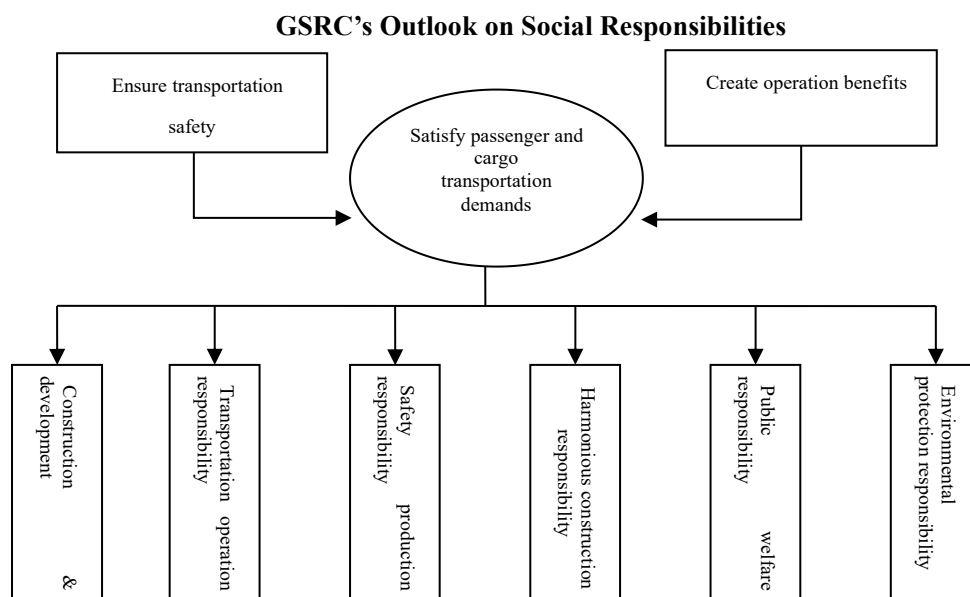 GSRC’s Outlook on Social Responsibilities
Ensure transportation
safety
Create operation benefits
Satisfy passenger and
cargo
transportation
demands
Construction &
development
Transportation operation
responsibility
Safety production
responsibility
Harmonious construction
responsibility
Public welfare
responsibility
Environmental
protection responsibility